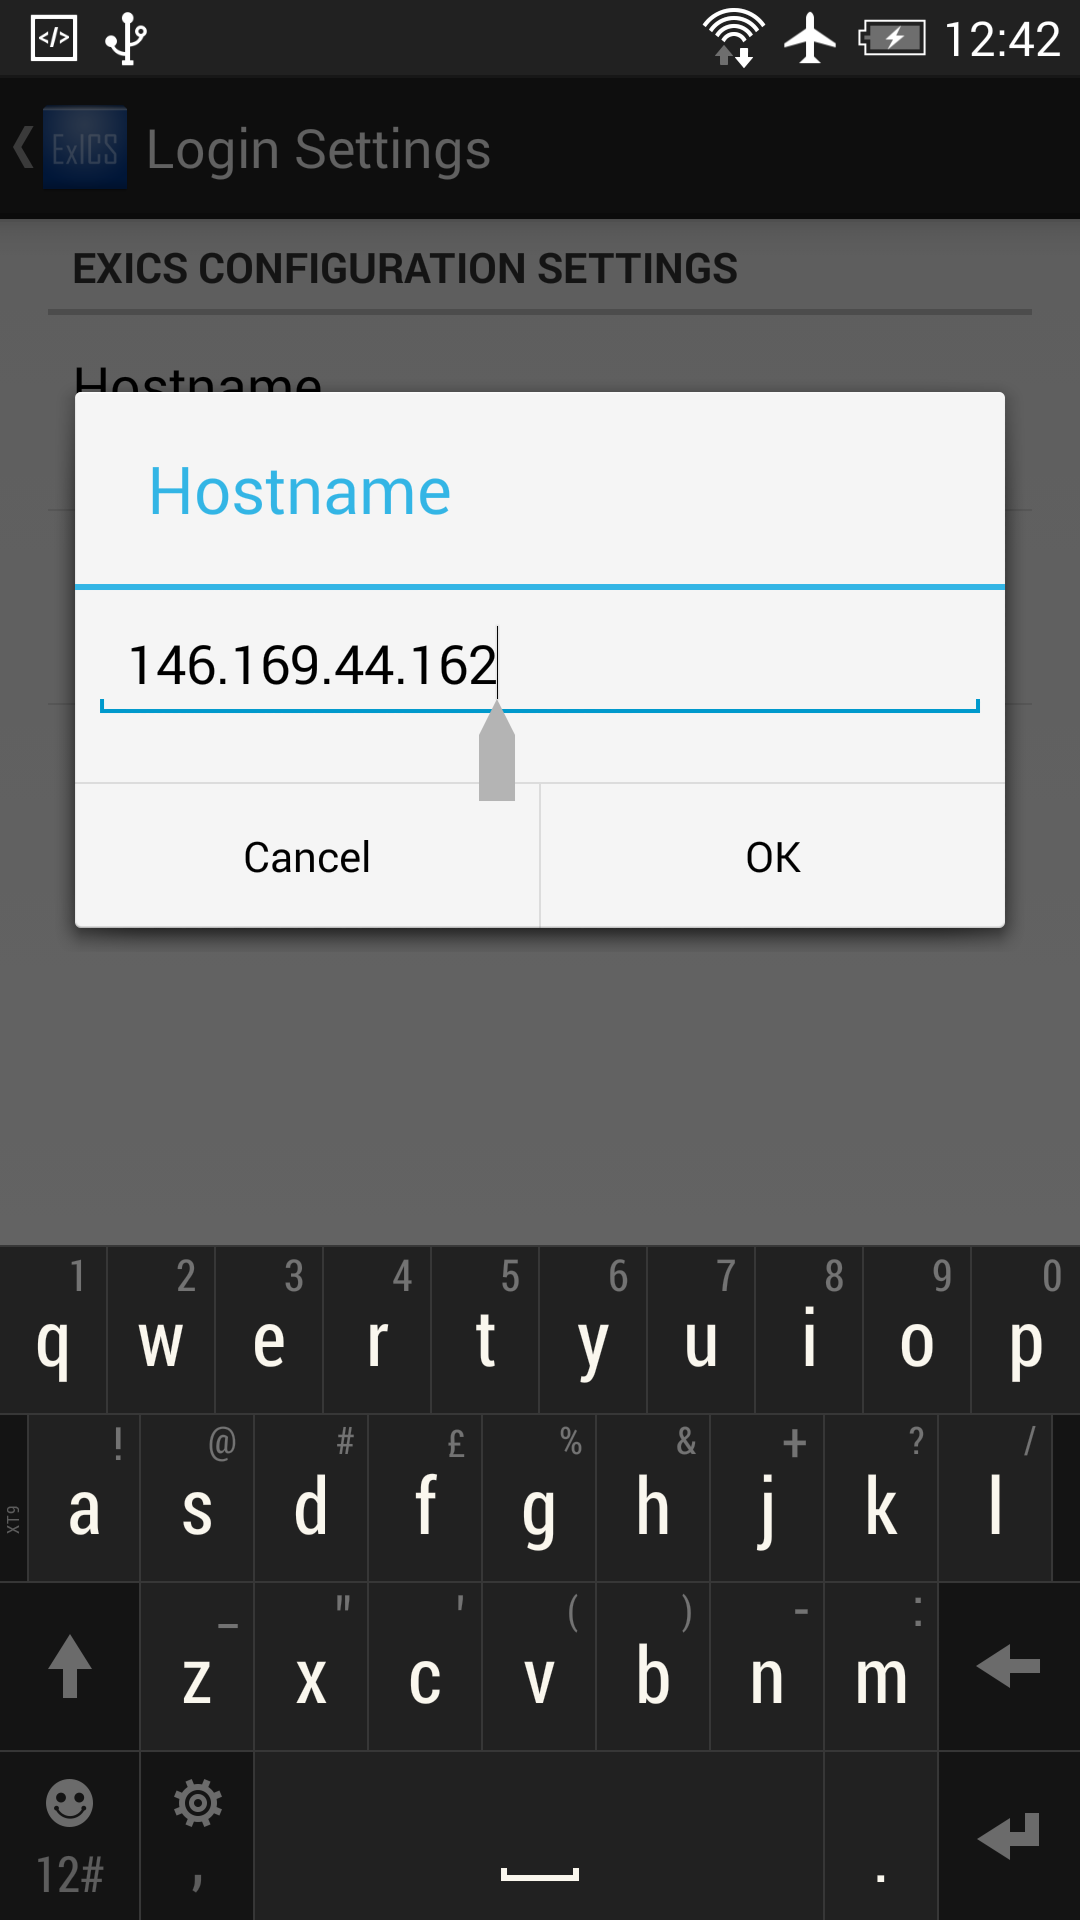 12:42
ExICS Login Settings
EXICS CONFIGURATION SETTINGS
Hostname
Hostname
146.169.44.162
Cancel OK
1 2 3 4 5 6 7 8 9 0
q w e r t y u i o p
! @ # £ % & + ? /
XT9 a s d f g h j k l
_ " ' ( ) - :
z x c v b n m
12# , .